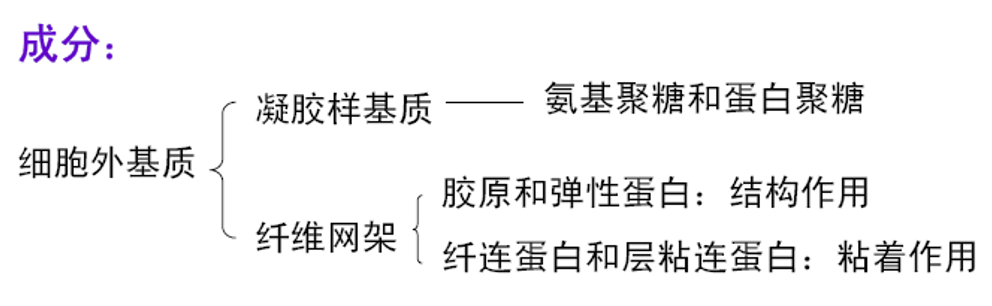 成分：
凝胶样基质 氨基聚糖和蛋白聚糖
细胞外基质
胶原和弹性蛋白：结构作用
纤维网架
纤连蛋白和层粘连蛋白：粘着作用